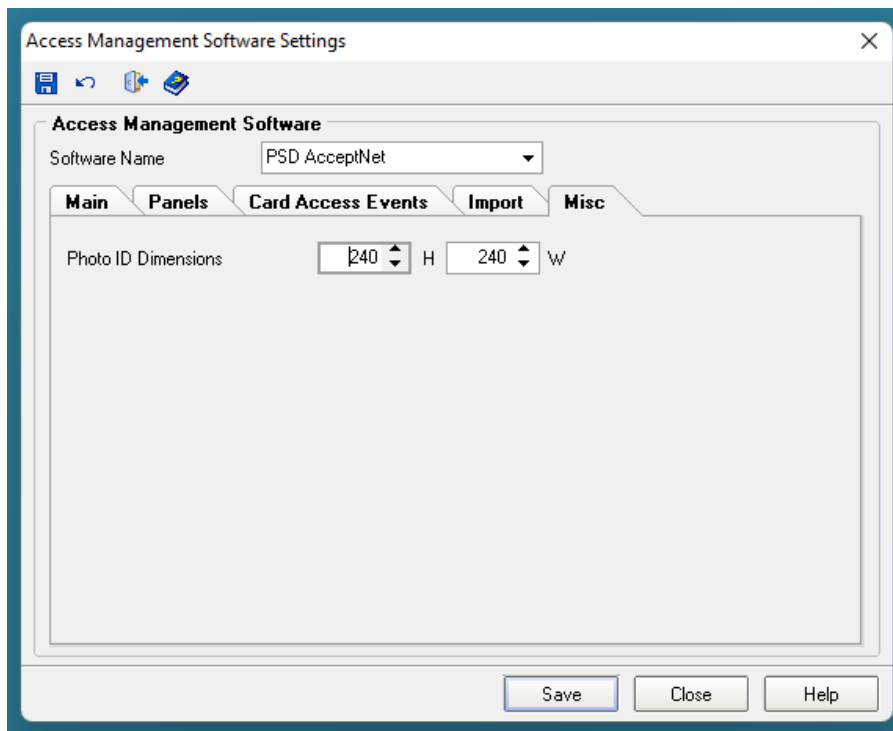 Access Management Software Settings
Access Management Software
Software Name PSD AcceptNet
Main Panels Card Access Events Import Misc
Photo ID Dimensions 240 H 240 W
Save Close Help